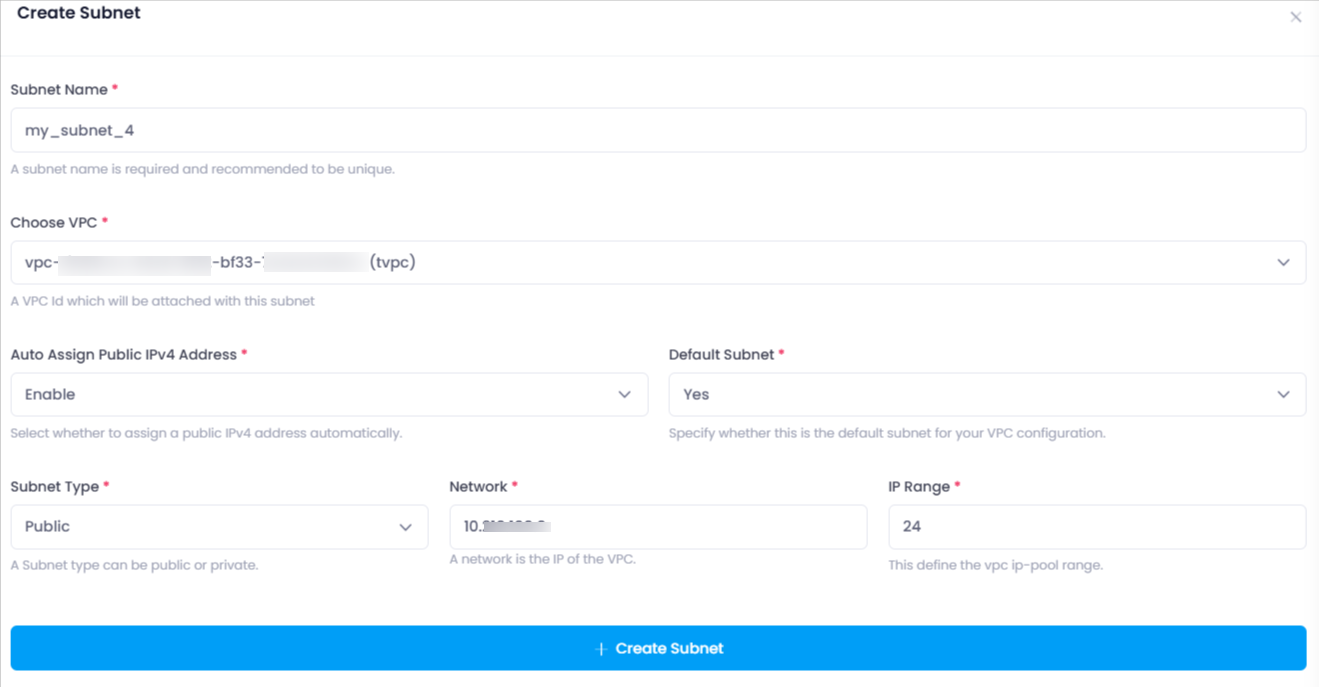 Create Subnet
Subnet Name *
my_subnet_4
A subnet name is required and recommended to be unique.
Choose VPC *
vpc- -bf33- (tvpc)
A VPC Id which will be attached with this subnet
Auto Assign Public IPv4 Address * Default Subnet *
Enable Yes
Select whether to assign a public IPv4 address automatically. Specify whether this is the default subnet for your VPC configuration.
Subnet Type * Network * IP Range *
Public 10. 24
A Subnet type can be public or private. A network is the IP of the VPC. This define the vpc ip-pool range.
+ Create Subnet